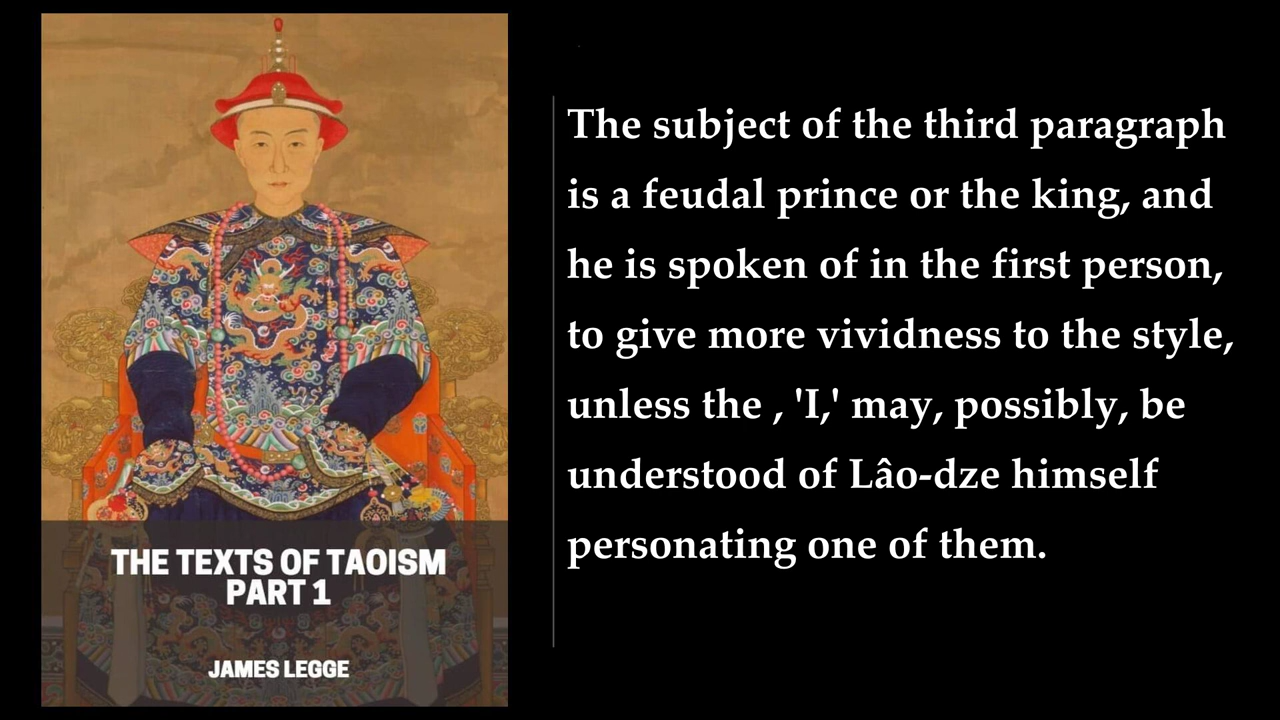 THE TEXTS OF TAOISM
PART 1
JAMES LEGGE
The subject of the third paragraph
is a feudal prince or the king, and
he is spoken of in the first person,
to give more vividness to the style,
unless the , 'I,' may, possibly, be
understood of Lâo-dze himself
personating one of them.